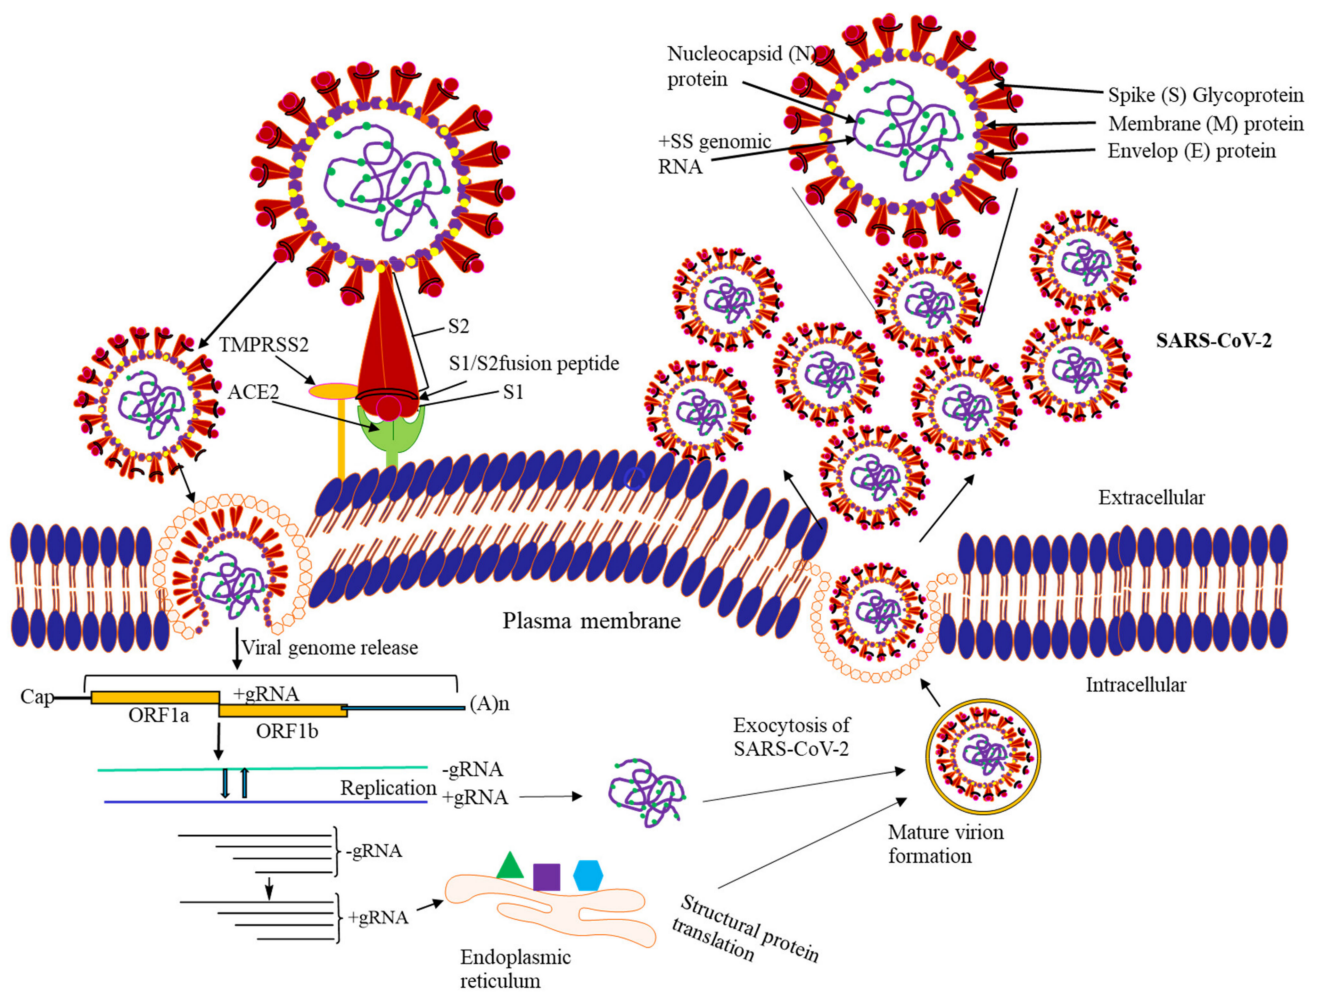 Nucleocapsid (N)
protein
+SS genomic
RNA
Spike (S) Glycoprotein
Membrane (M) protein
Envelop (E) protein
S2
TMPRSS2
S1/S2fusion peptide
ACE2
S1
SARS-CoV-2
Extracellular
Plasma membrane
Viral genome release
Intracellular
Cap
+gRNA
(A)n
ORF1a
ORF1b
Exocytosis of
SARS-CoV-2
-gRNA
Replication
+gRNA
Mature virion
formation
-gRNA
+gRNA
Structural protein
translation
Endoplasmic
reticulum